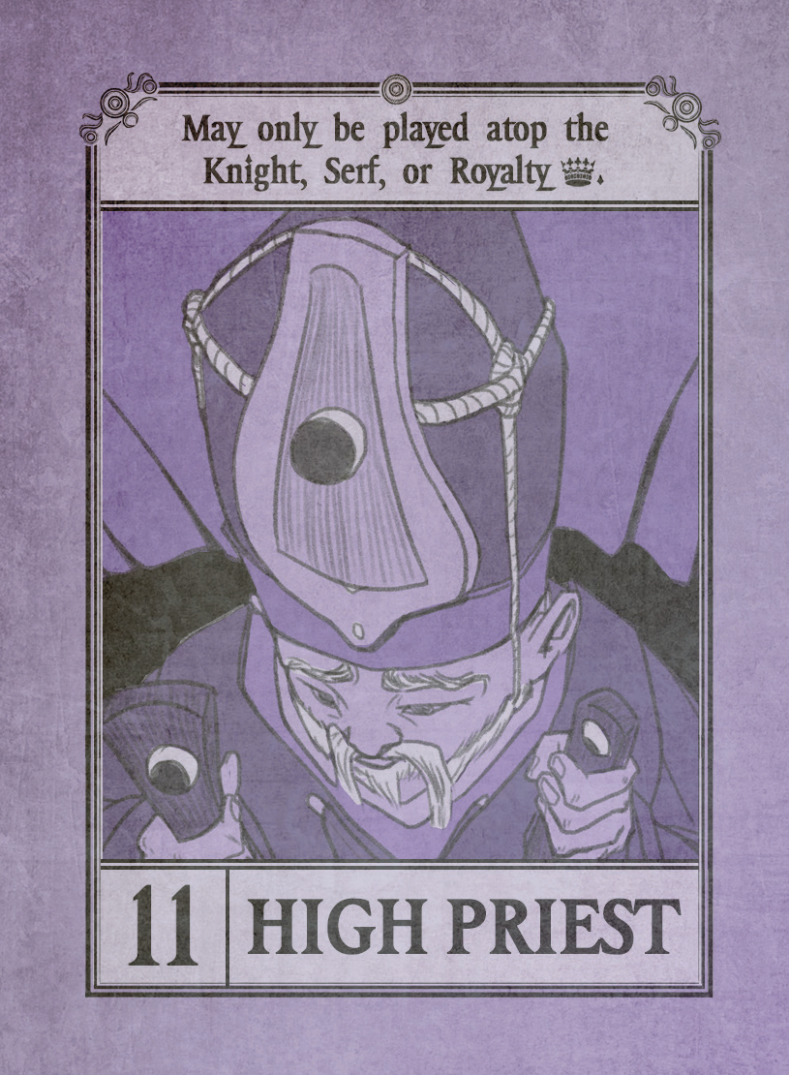 May only be played atop the
Knight, Serf, or Royalty.
11 HIGH PRIEST